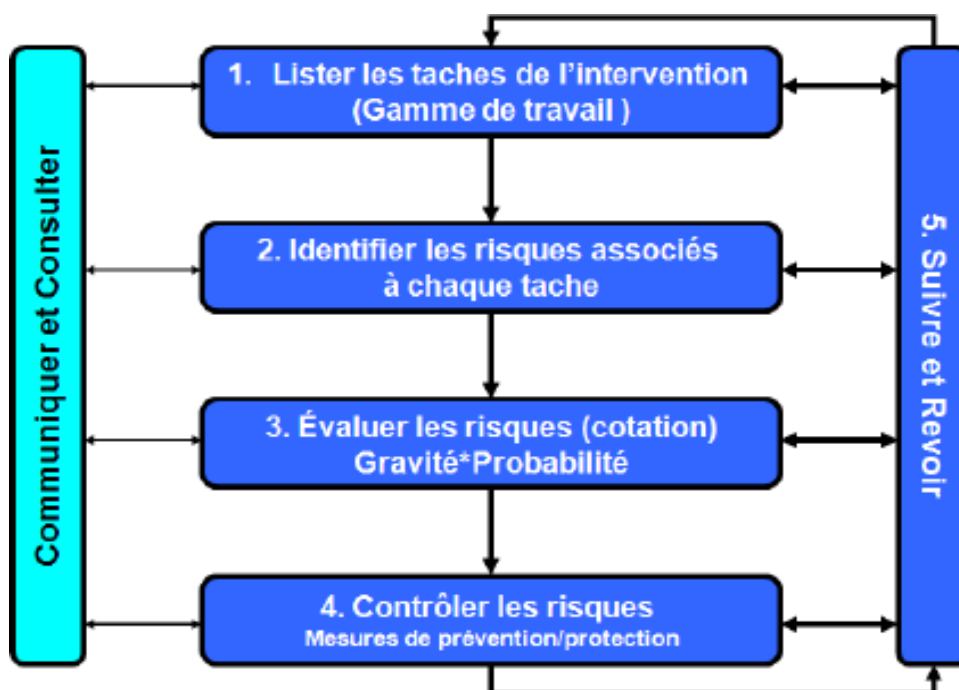 Communiquer et Consulter
1. Lister les taches de l'intervention
(Gamme de travail )
2. Identifier les risques associés
à chaque tache
3. Évaluer les risques (cotation)
Gravité*Probabilité
4. Contrôler les risques
Mesures de prévention/protection
5. Suivre et Revoir